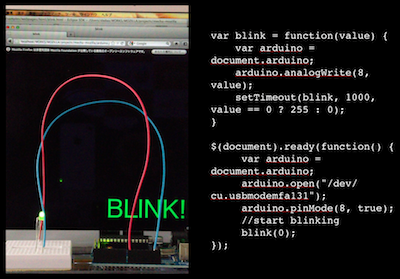 BLINK!
var blink = function(value) {
var arduino =
document.arduino;
arduino.analogWrite(8,
value);
setTimeout(blink, 1000,
value == 0 ? 255 : 0);
}
$(document).ready(function() {
var arduino =
document.arduino;
arduino.open("/dev/
cu.usbmodemfa131");
arduino.pinMode(8, true);
//start blinking
blink(0);
});